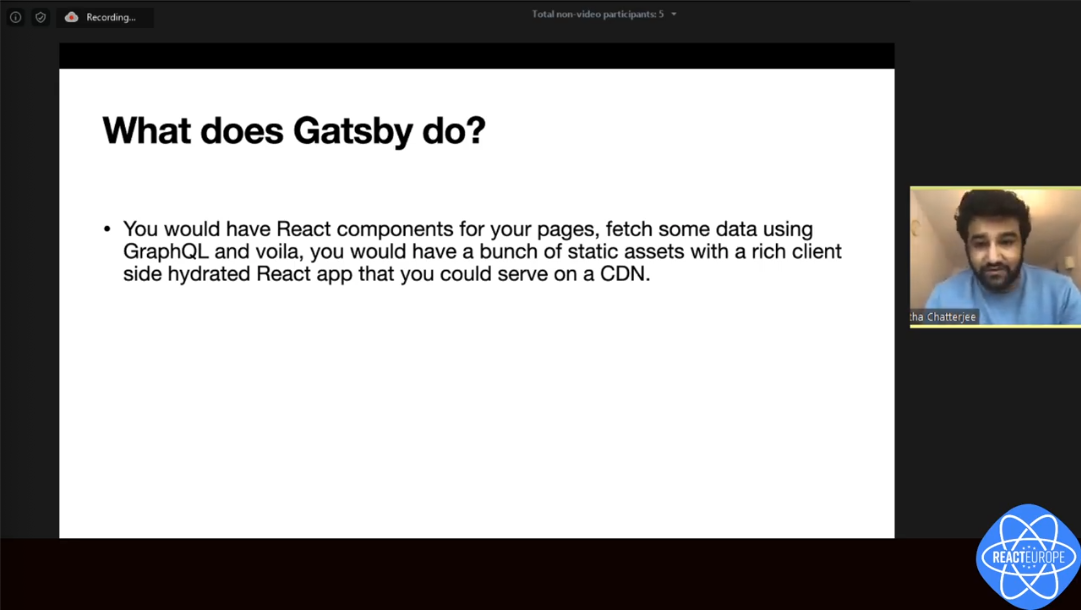 Recording...
Total non-video participants: 5
What does Gatsby do?
• You would have React components for your pages, fetch some data using
GraphQL and voila, you would have a bunch of static assets with a rich client
side hydrated React app that you could serve on a CDN.
tha Chatterjee
REACTEUROPE